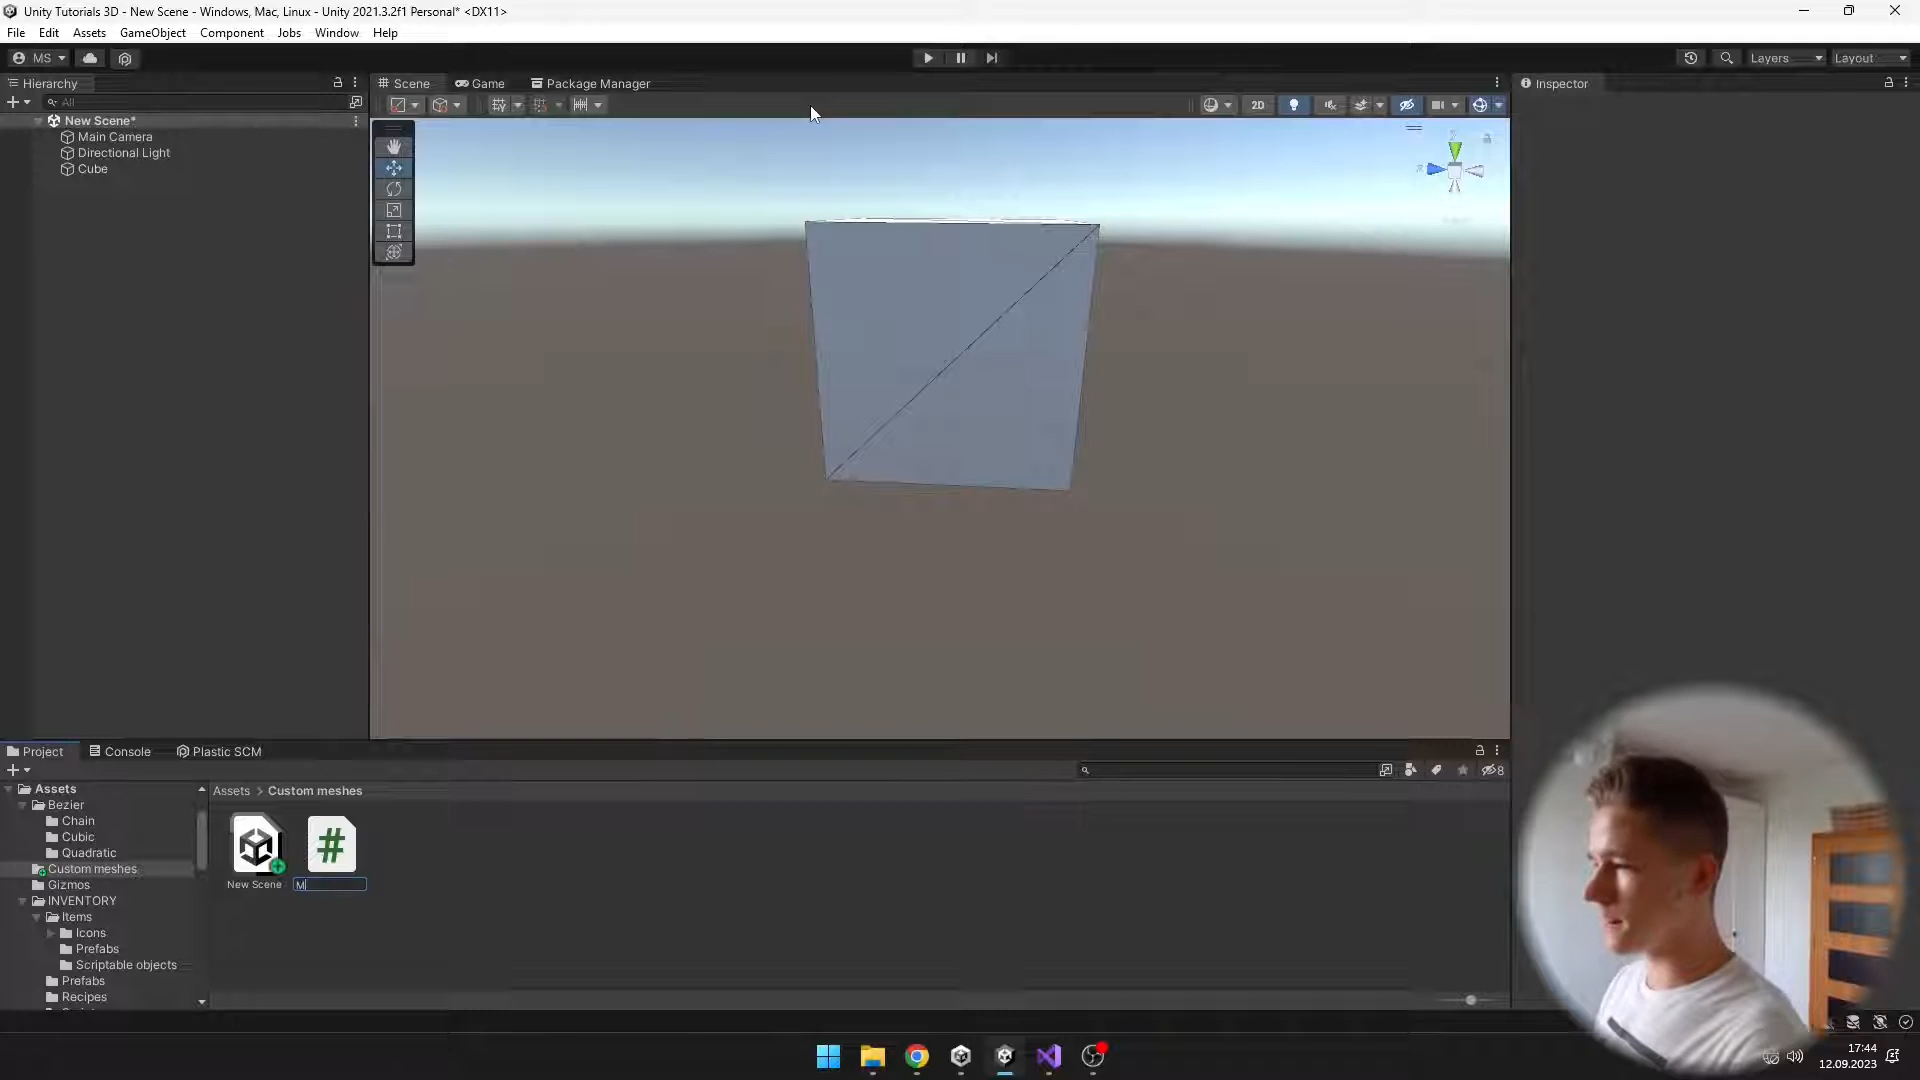 Unity Tutorials 3D - New Scene - Windows, Mac, Linux - Unity 2021.3.2f1 Personal* <DX11>
File Edit Assets GameObject Component Jobs Window Help
MS Layers Layout
Hierarchy Scene Game Package Manager Inspector
All 2D
New Scene*
Main Camera
Directional Light
Cube
Project Console Plastic SCM
8
Assets
Assets > Custom meshes
Bezier
Chain
Cubic
Quadratic
Custom meshes
Gizmos
INVENTORY
Items
Icons
Prefabs
Scriptable objects
Prefabs
Recipes
New Scene M
17:44
12.09.2023